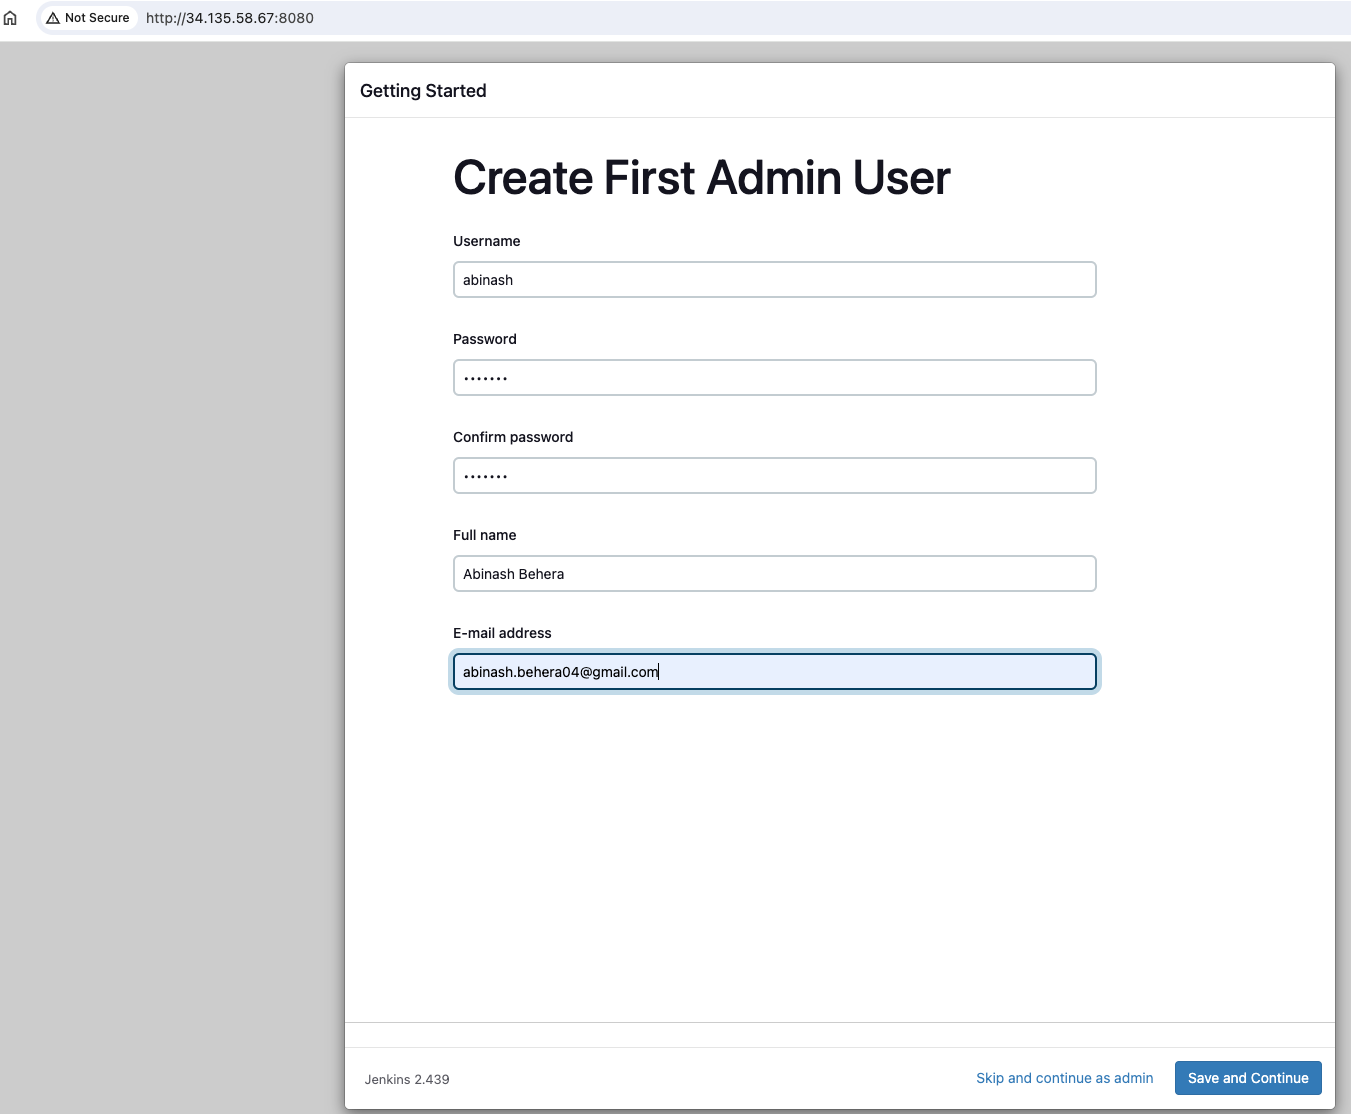 Not Secure http://34.135.58.67:8080
Getting Started
Create First Admin User
Username
abinash
Password
•••••••
Confirm password
•••••••
Full name
Abinash Behera
E-mail address
abinash.behera04@gmail.com
Jenkins 2.439
Skip and continue as admin
Save and Continue